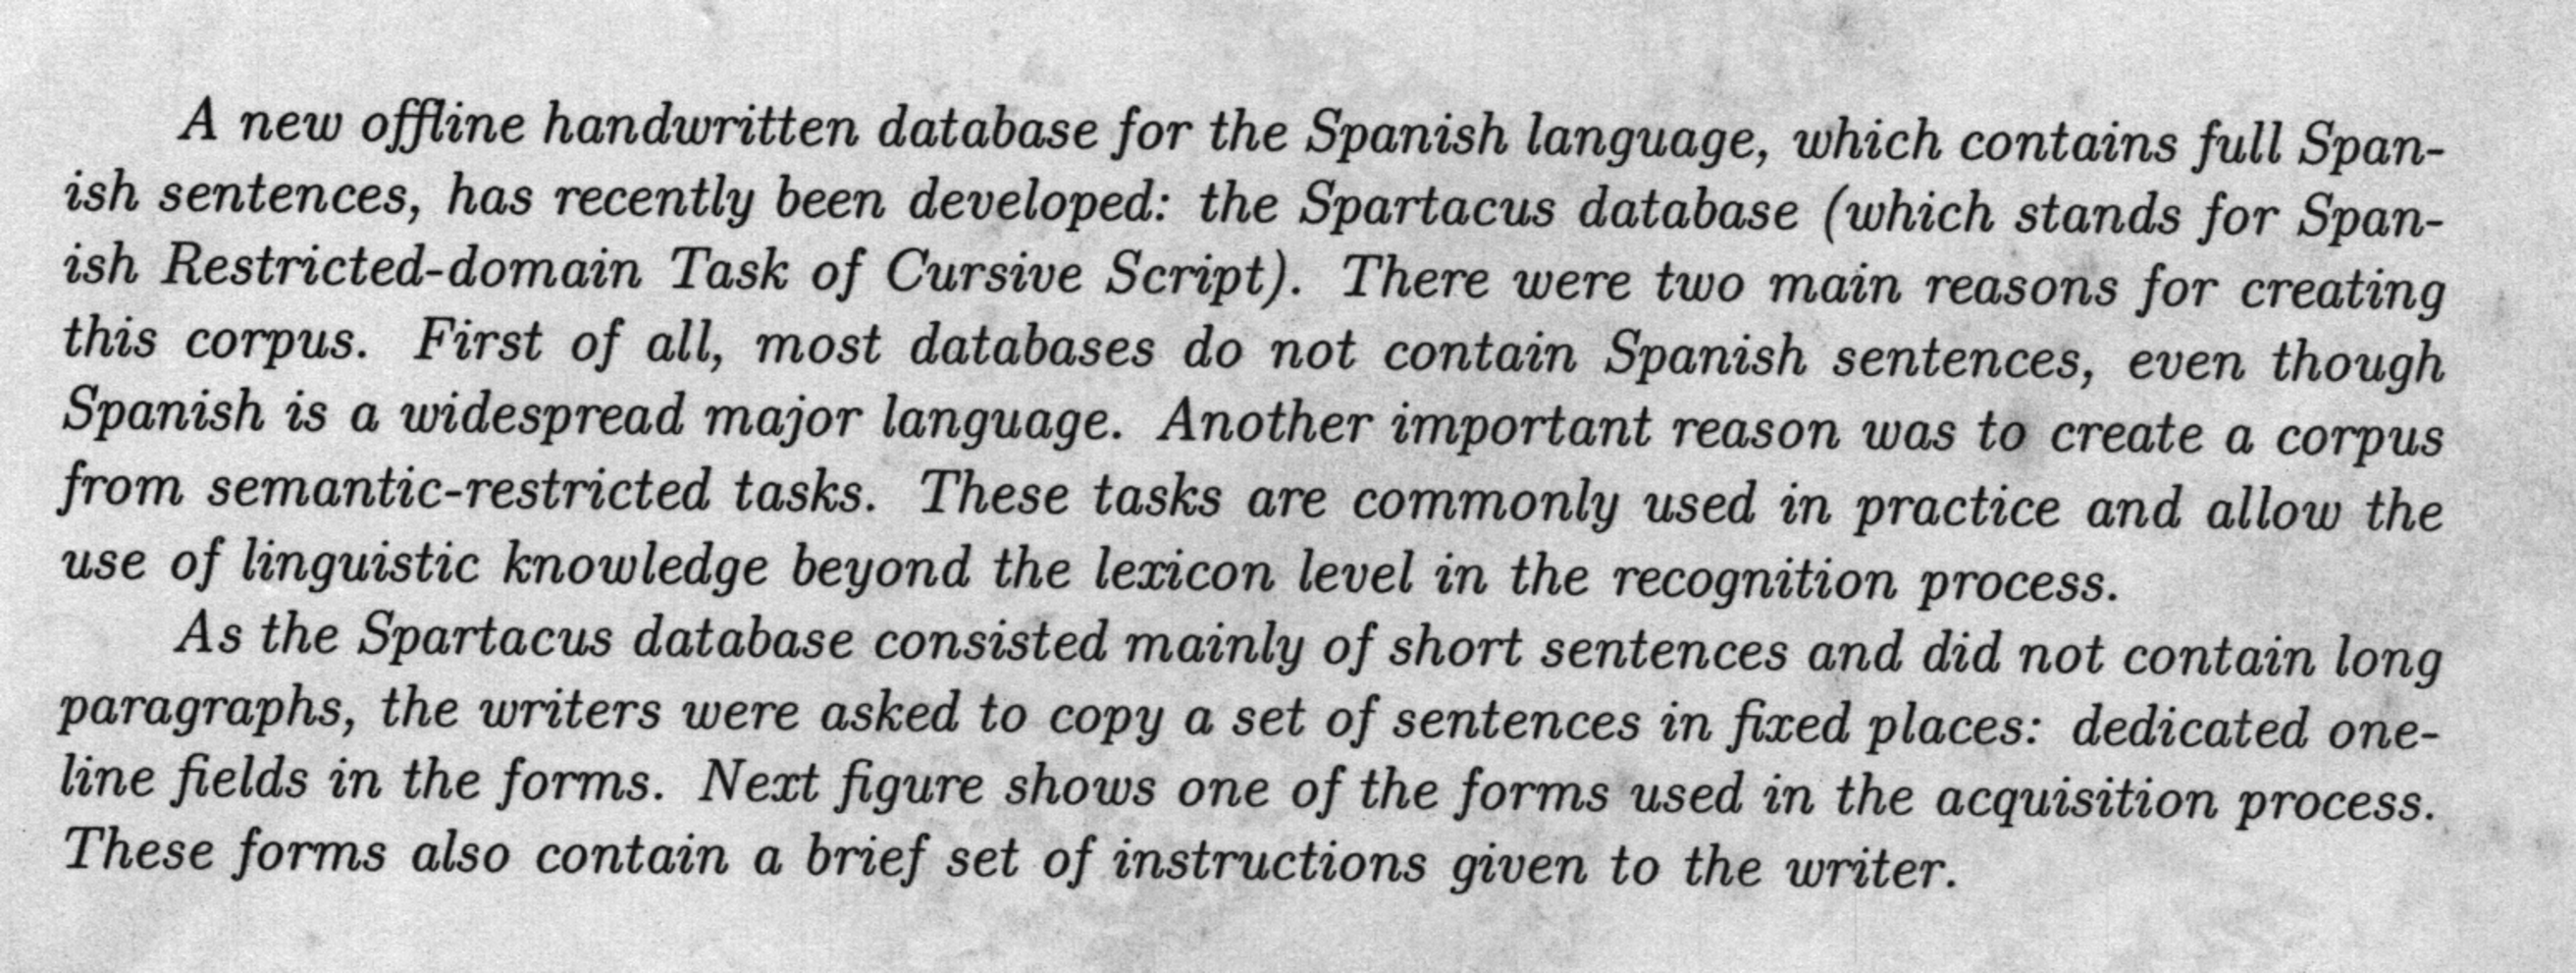 A new offline handwritten database for the Spanish language, which contains full Span-
ish sentences, has recently been developed: the Spartacus database (which stands for Span-
ish Restricted-domain Task of Cursive Script). There were two main reasons for creating
this corpus. First of all, most databases do not contain Spanish sentences, even though
Spanish is a widespread major language. Another important reason was to create a corpus
from semantic-restricted tasks. These tasks are commonly used in practice and allow the
use of linguistic knowledge beyond the lexicon level in the recognition process.
As the Spartacus database consisted mainly of short sentences and did not contain long
paragraphs, the writers were asked to copy a set of sentences in fixed places: dedicated one-
line fields in the forms. Next figure shows one of the forms used in the acquisition process.
These forms also contain a brief set of instructions given to the writer.